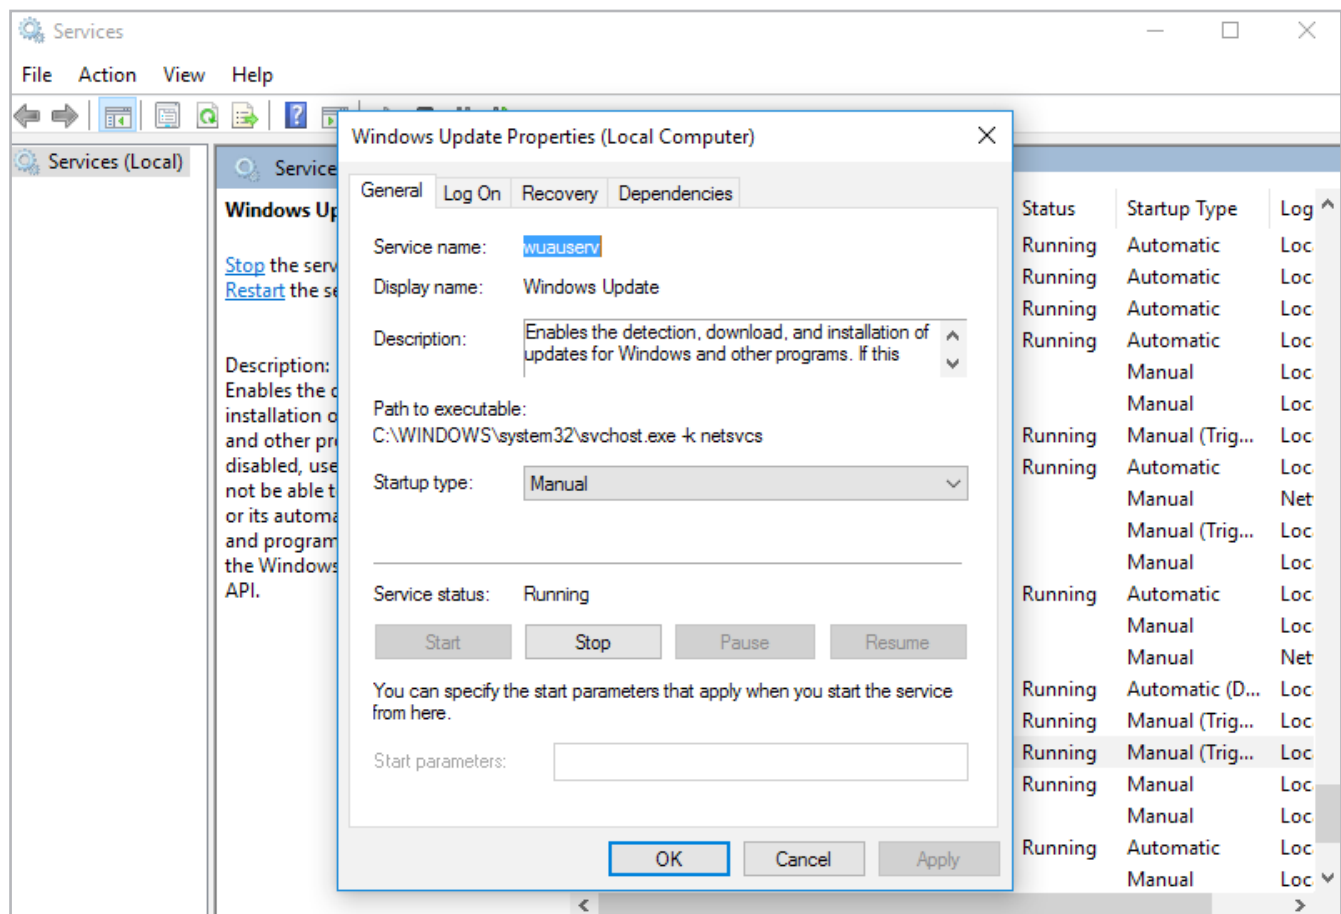 Services
File Action View Help
Services (Local)
Service
Windows Up
Stop the serv
Restart the se
Description:
Enables the d
installation o
and other pro
disabled, use
not be able t
or its automa
and program
the Windows
API.
Windows Update Properties (Local Computer)
General Log On Recovery Dependencies
Service name: wuauserv
Display name: Windows Update
Description: Enables the detection, download, and installation of
updates for Windows and other programs. If this
Path to executable:
C:\WINDOWS\system32\svchost.exe -k netsvcs
Startup type: Manual
Service status: Running
Start Stop Pause Resume
You can specify the start parameters that apply when you start the service
from here.
Start parameters:
OK Cancel Apply
Status Startup Type Log
Running Automatic Loc
Running Automatic Loc
Running Automatic Loc
Running Automatic Loc
Manual Loc
Manual Loc
Running Manual (Trig... Loc
Running Automatic Loc
Manual Net
Manual (Trig... Loc
Manual Loc
Running Automatic Loc
Manual Loc
Manual Net
Running Automatic (D... Loc
Running Manual (Trig... Loc
Running Manual (Trig... Loc
Running Manual Loc
Manual Loc
Running Automatic Loc
Manual Loc